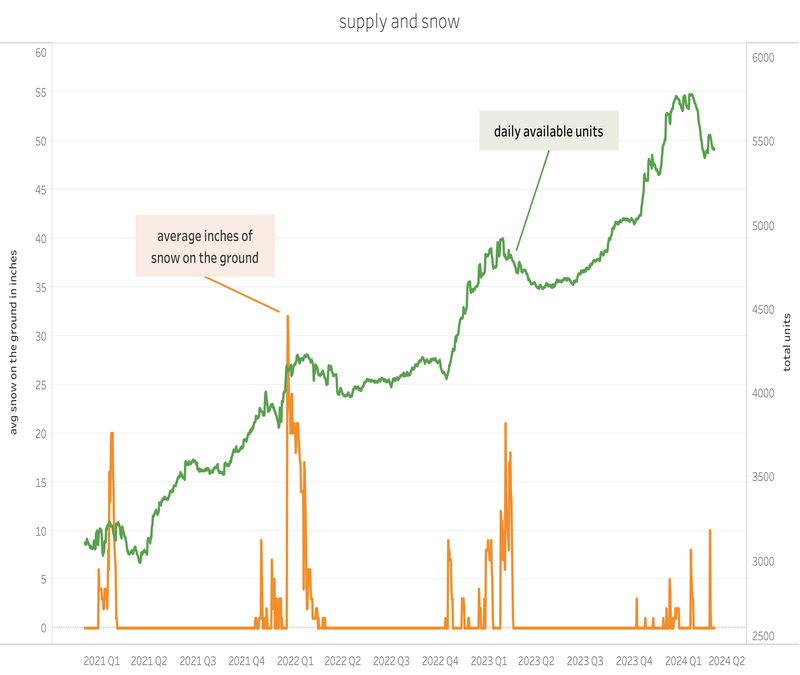 supply and snow
60
55
50
45
40
35
30
25
20
15
10
5
0
avg snow on the ground in inches
6000
5500
5000
4500
4000
3500
3000
2500
total units
daily available units
average inches of
snow on the ground
2021 Q1
2021 Q2
2021 Q3
2021 Q4
2022 Q1
2022 Q2
2022 Q3
2022 Q4
2023 Q1
2023 Q2
2023 Q3
2023 Q4
2024 Q1
2024 Q2